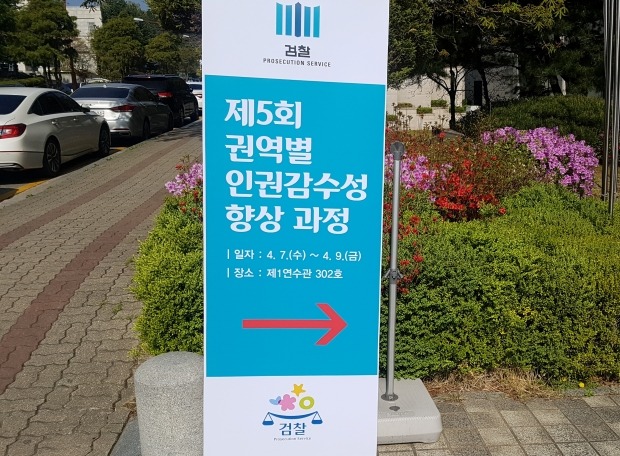 검찰
PROSECUTION SERVICE
제5회
권역별
인권감수성
향상 과정
| 일자 : 4. 7.(수) ~ 4. 9.(금)
| 장소 : 제1연수관 302호
검찰
Prosecution Service